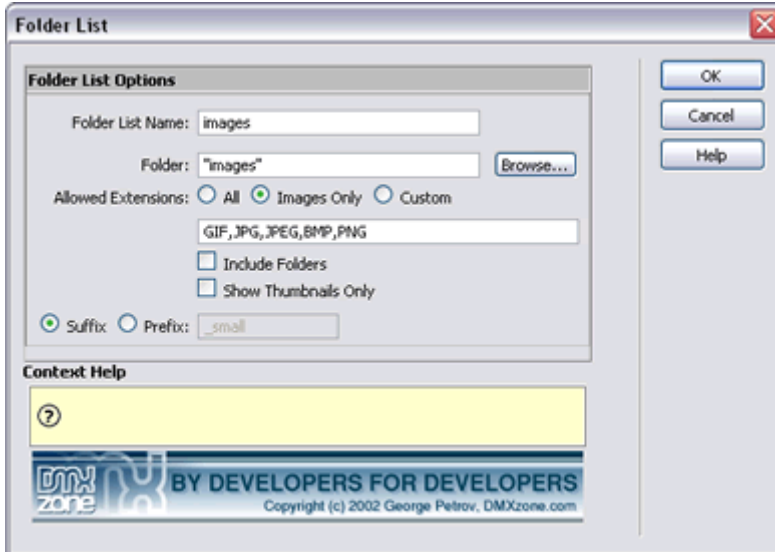 Folder List
Folder List Options
OK
Folder List Name: images
Cancel
Folder: "images" Browse...
Help
Allowed Extensions: All Images Only Custom
GIF,JPG,JPEG,BMP,PNG
Include Folders
Show Thumbnails Only
Suffix Prefix: _small
Context Help
?
DMX zone
BY DEVELOPERS FOR DEVELOPERS
Copyright (c) 2002 George Petrov, DMXzone.com